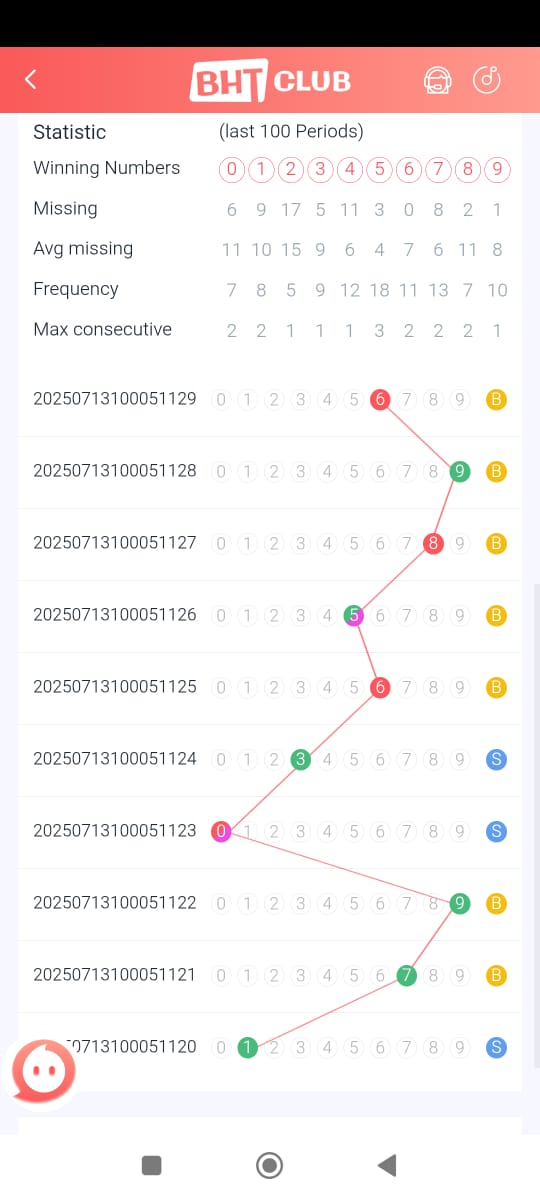 BHT CLUB
Statistic (last 100 Periods)
Winning Numbers 0 1 2 3 4 5 6 7 8 9
Missing 6 9 17 5 11 3 0 8 2 1
Avg missing 11 10 15 9 6 4 7 6 11 8
Frequency 7 8 5 9 12 18 11 13 7 10
Max consecutive 2 2 1 1 1 3 2 2 2 1
20250713100051129 0 1 2 3 4 5 6 7 8 9 B
20250713100051128 0 1 2 3 4 5 6 7 8 9 B
20250713100051127 0 1 2 3 4 5 6 7 8 9 B
20250713100051126 0 1 2 3 4 5 6 7 8 9 B
20250713100051125 0 1 2 3 4 5 6 7 8 9 B
20250713100051124 0 1 2 3 4 5 6 7 8 9 S
20250713100051123 0 1 2 3 4 5 6 7 8 9 S
20250713100051122 0 1 2 3 4 5 6 7 8 9 B
20250713100051121 0 1 2 3 4 5 6 7 8 9 B
0713100051120 0 1 2 3 4 5 6 7 8 9 S